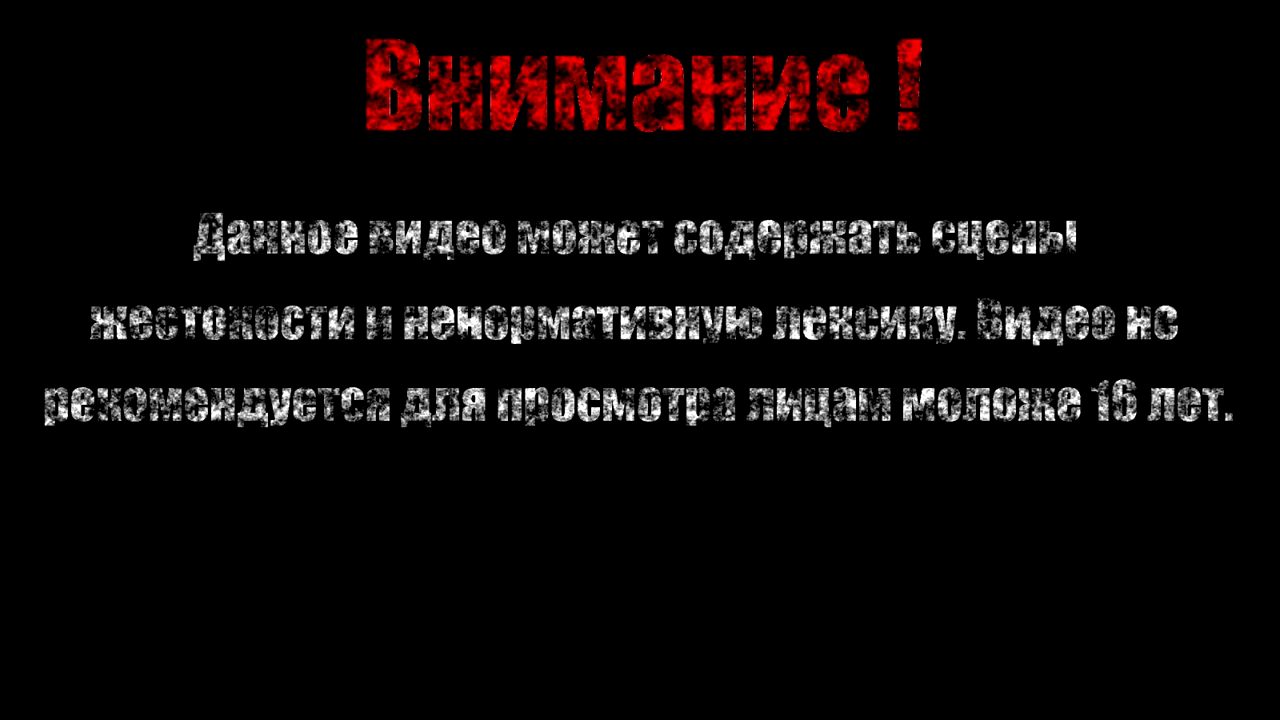 Внимание !
Данное видео может содержать сцены
жестокости и ненормативную лексику. Видео не
рекомендуется для просмотра лицам моложе 16 лет.